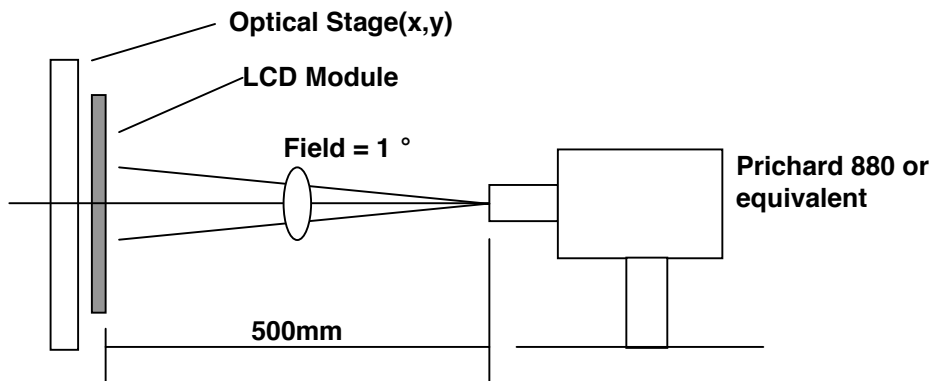 Optical Stage(x,y)
LCD Module
Field = 1 °
Prichard 880 or
equivalent
500mm